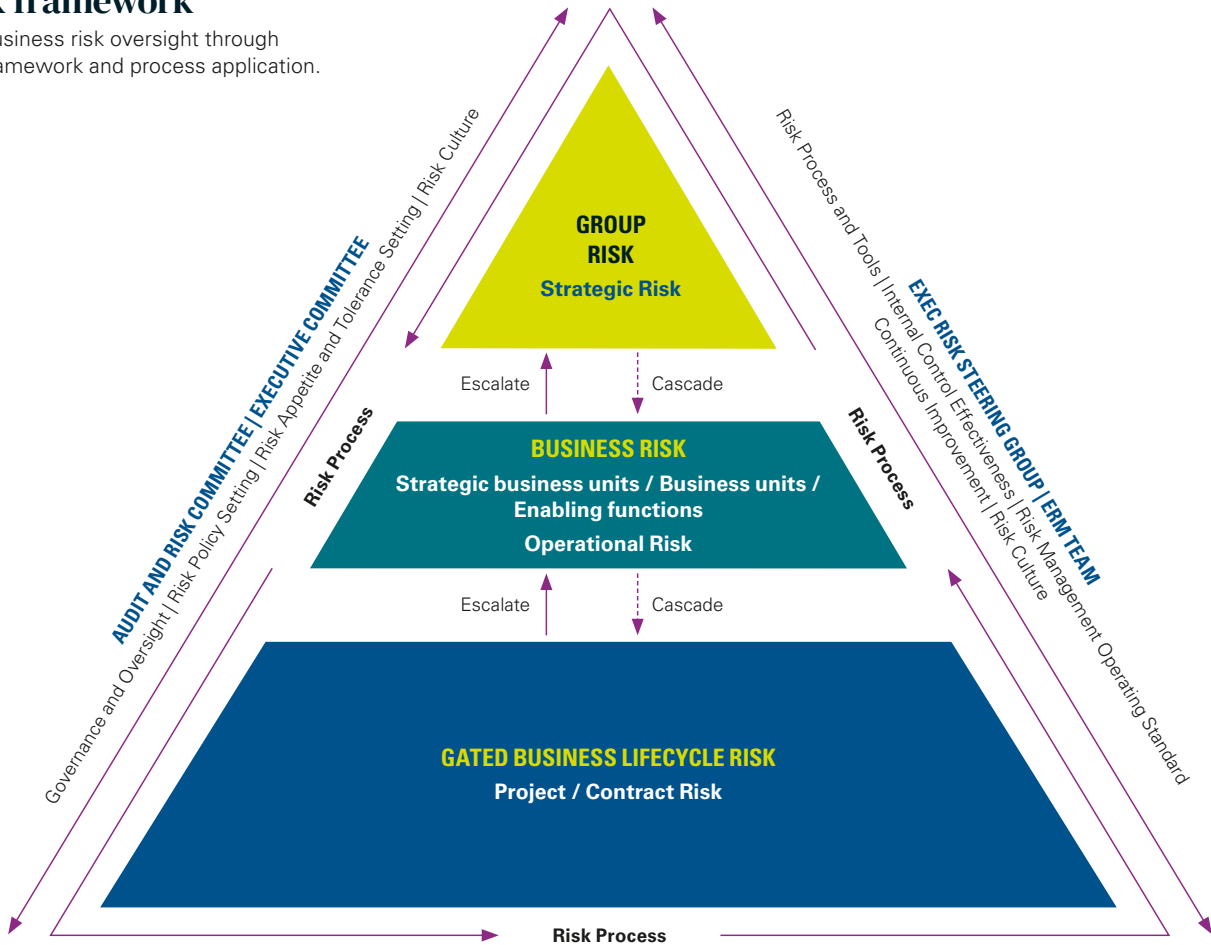 framework
usiness risk oversight through
amework and process application.
GROUP
RISK
Strategic Risk
Escalate
Cascade
BUSINESS RISK
Strategic business units / Business units /
Enabling functions
Operational Risk
Escalate
Cascade
GATED BUSINESS LIFECYCLE RISK
Project / Contract Risk
AUDIT AND RISK COMMITTEE | EXECUTIVE COMMITTEE
Governance and Oversight | Risk Policy Setting | Risk Appetite and Tolerance Setting | Risk Culture
Risk Process
Risk Process
EXEC RISK STEERING GROUP | ERM TEAM
Risk Process and Tools | Internal Control Effectiveness | Risk Management Operating Standard
Continuous Improvement | Risk Culture
Risk Process